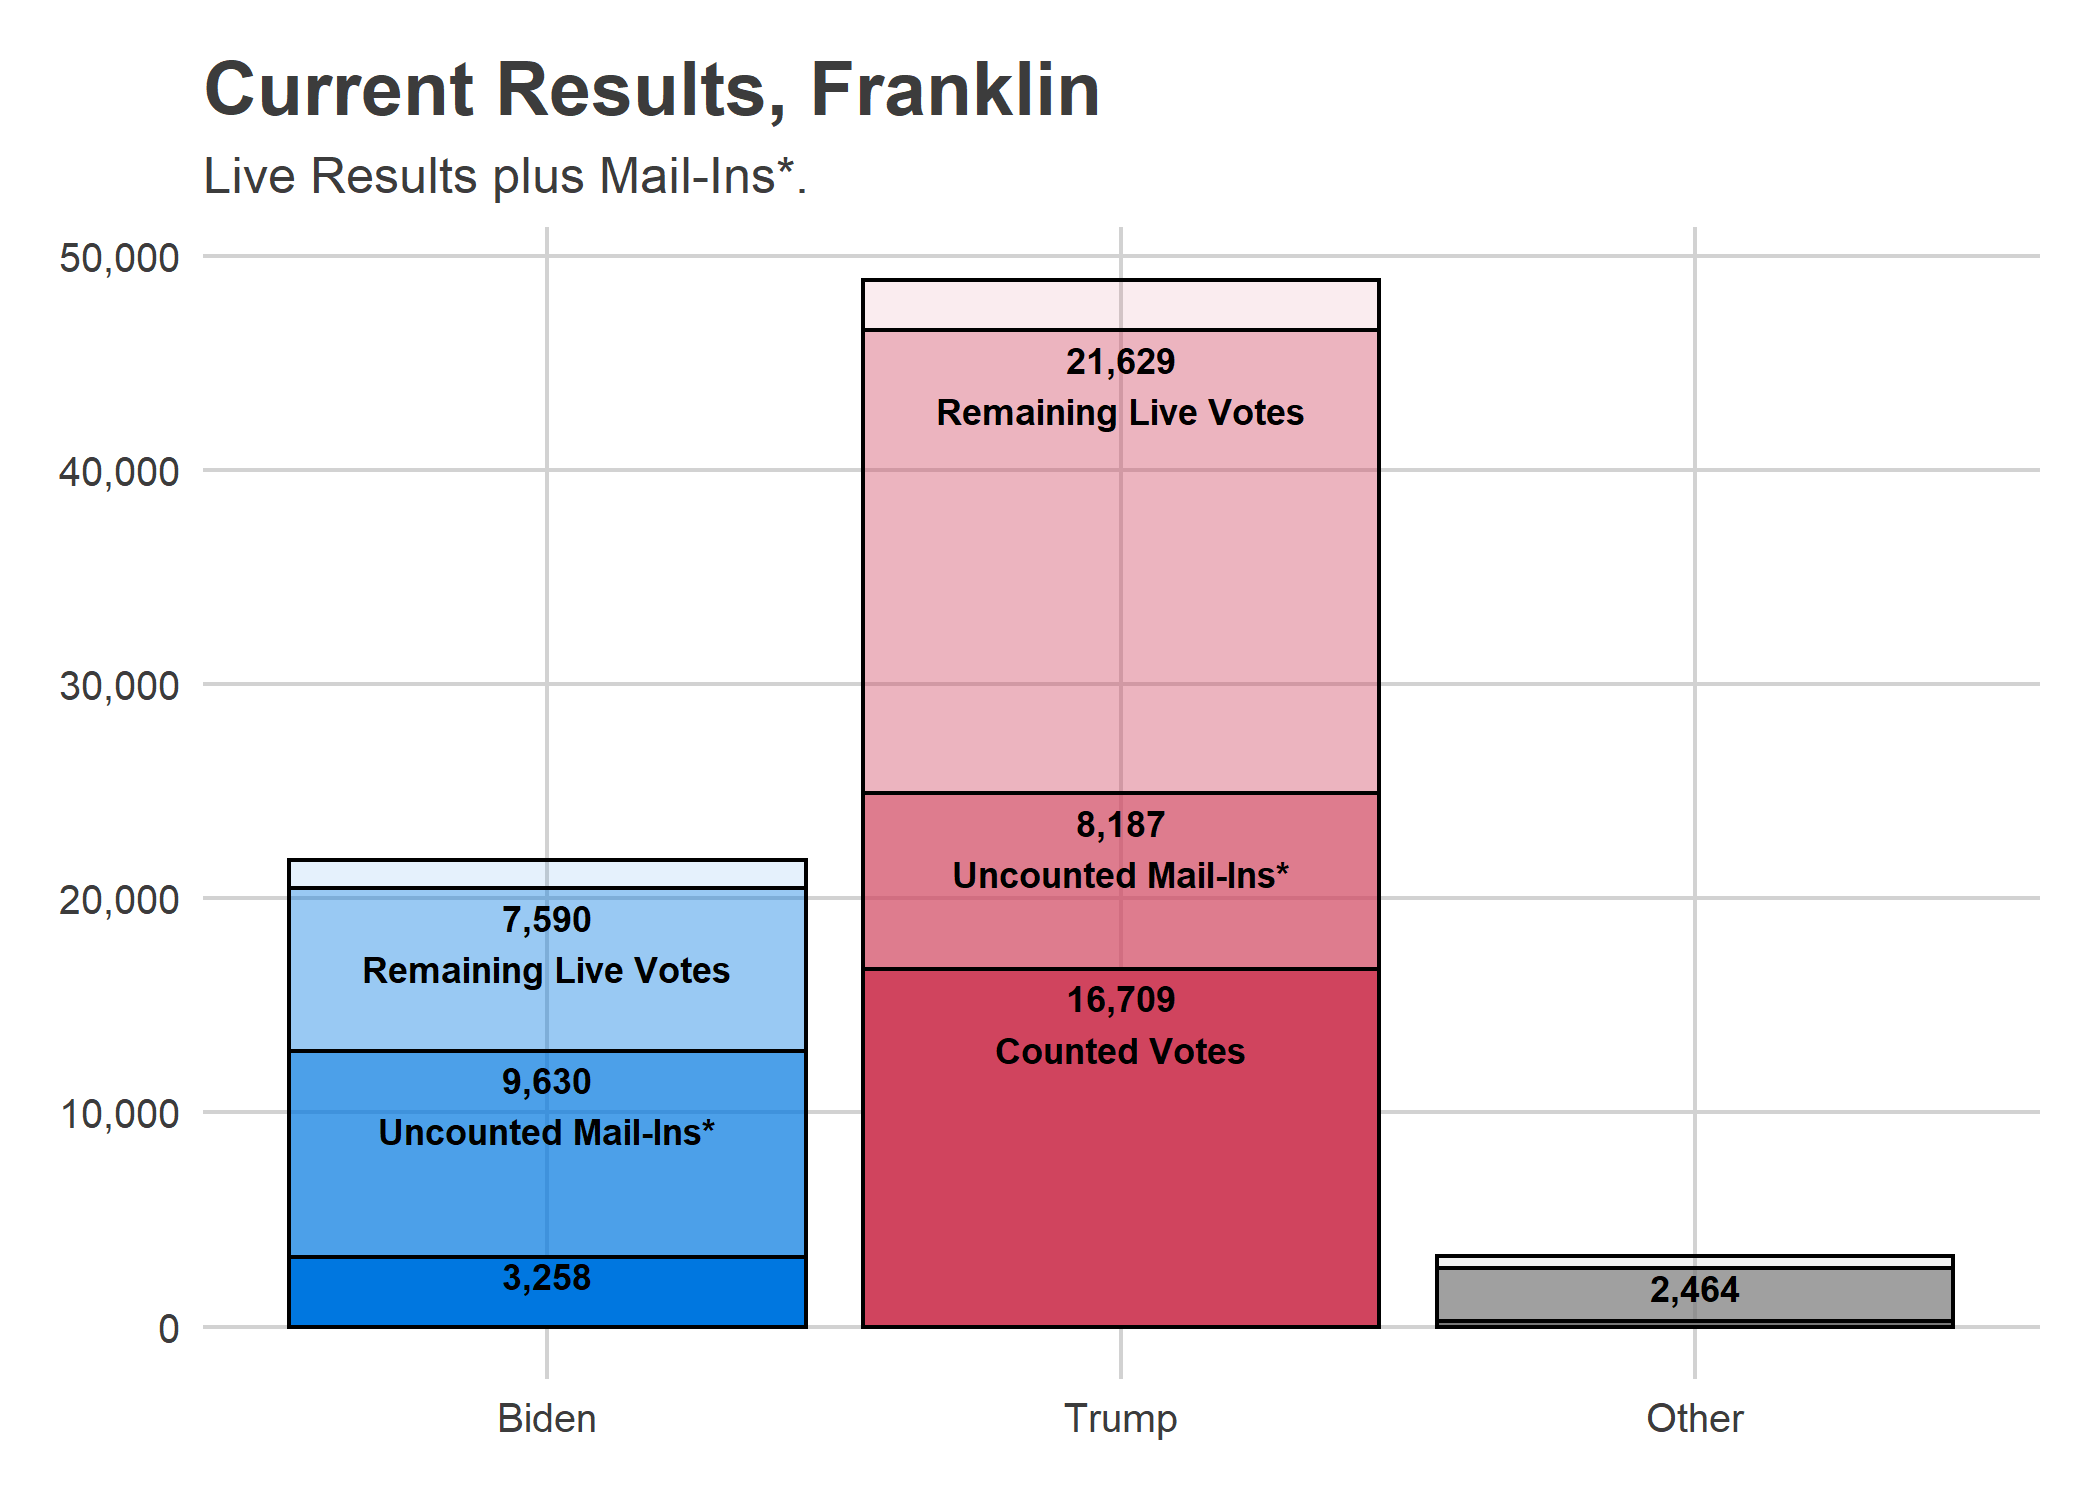 Current Results, Franklin
Live Results plus Mail-Ins*.
50,000
40,000
30,000
20,000
10,000
0
7,590
Remaining Live Votes
9,630
Uncounted Mail-Ins*
3,258
21,629
Remaining Live Votes
8,187
Uncounted Mail-Ins*
16,709
Counted Votes
2,464
Biden
Trump
Other